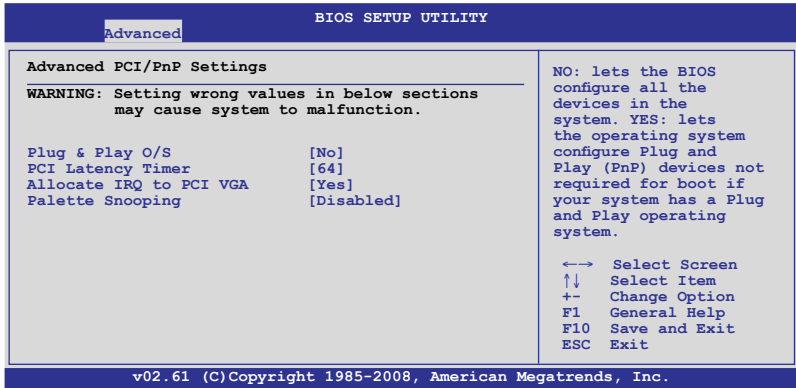 BIOS SETUP UTILITY
Advanced
Advanced PCI/PnP Settings
WARNING: Setting wrong values in below sections
may cause system to malfunction.
Plug & Play O/S [No]
PCI Latency Timer [64]
Allocate IRQ to PCI VGA [Yes]
Palette Snooping [Disabled]
NO: lets the BIOS
configure all the
devices in the
system. YES: lets
the operating system
configure Plug and
Play (PnP) devices not
required for boot if
your system has a Plug
and Play operating
system.
←→ Select Screen
↑↓ Select Item
+- Change Option
F1 General Help
F10 Save and Exit
ESC Exit
v02.61 (C)Copyright 1985-2008, American Megatrends, Inc.